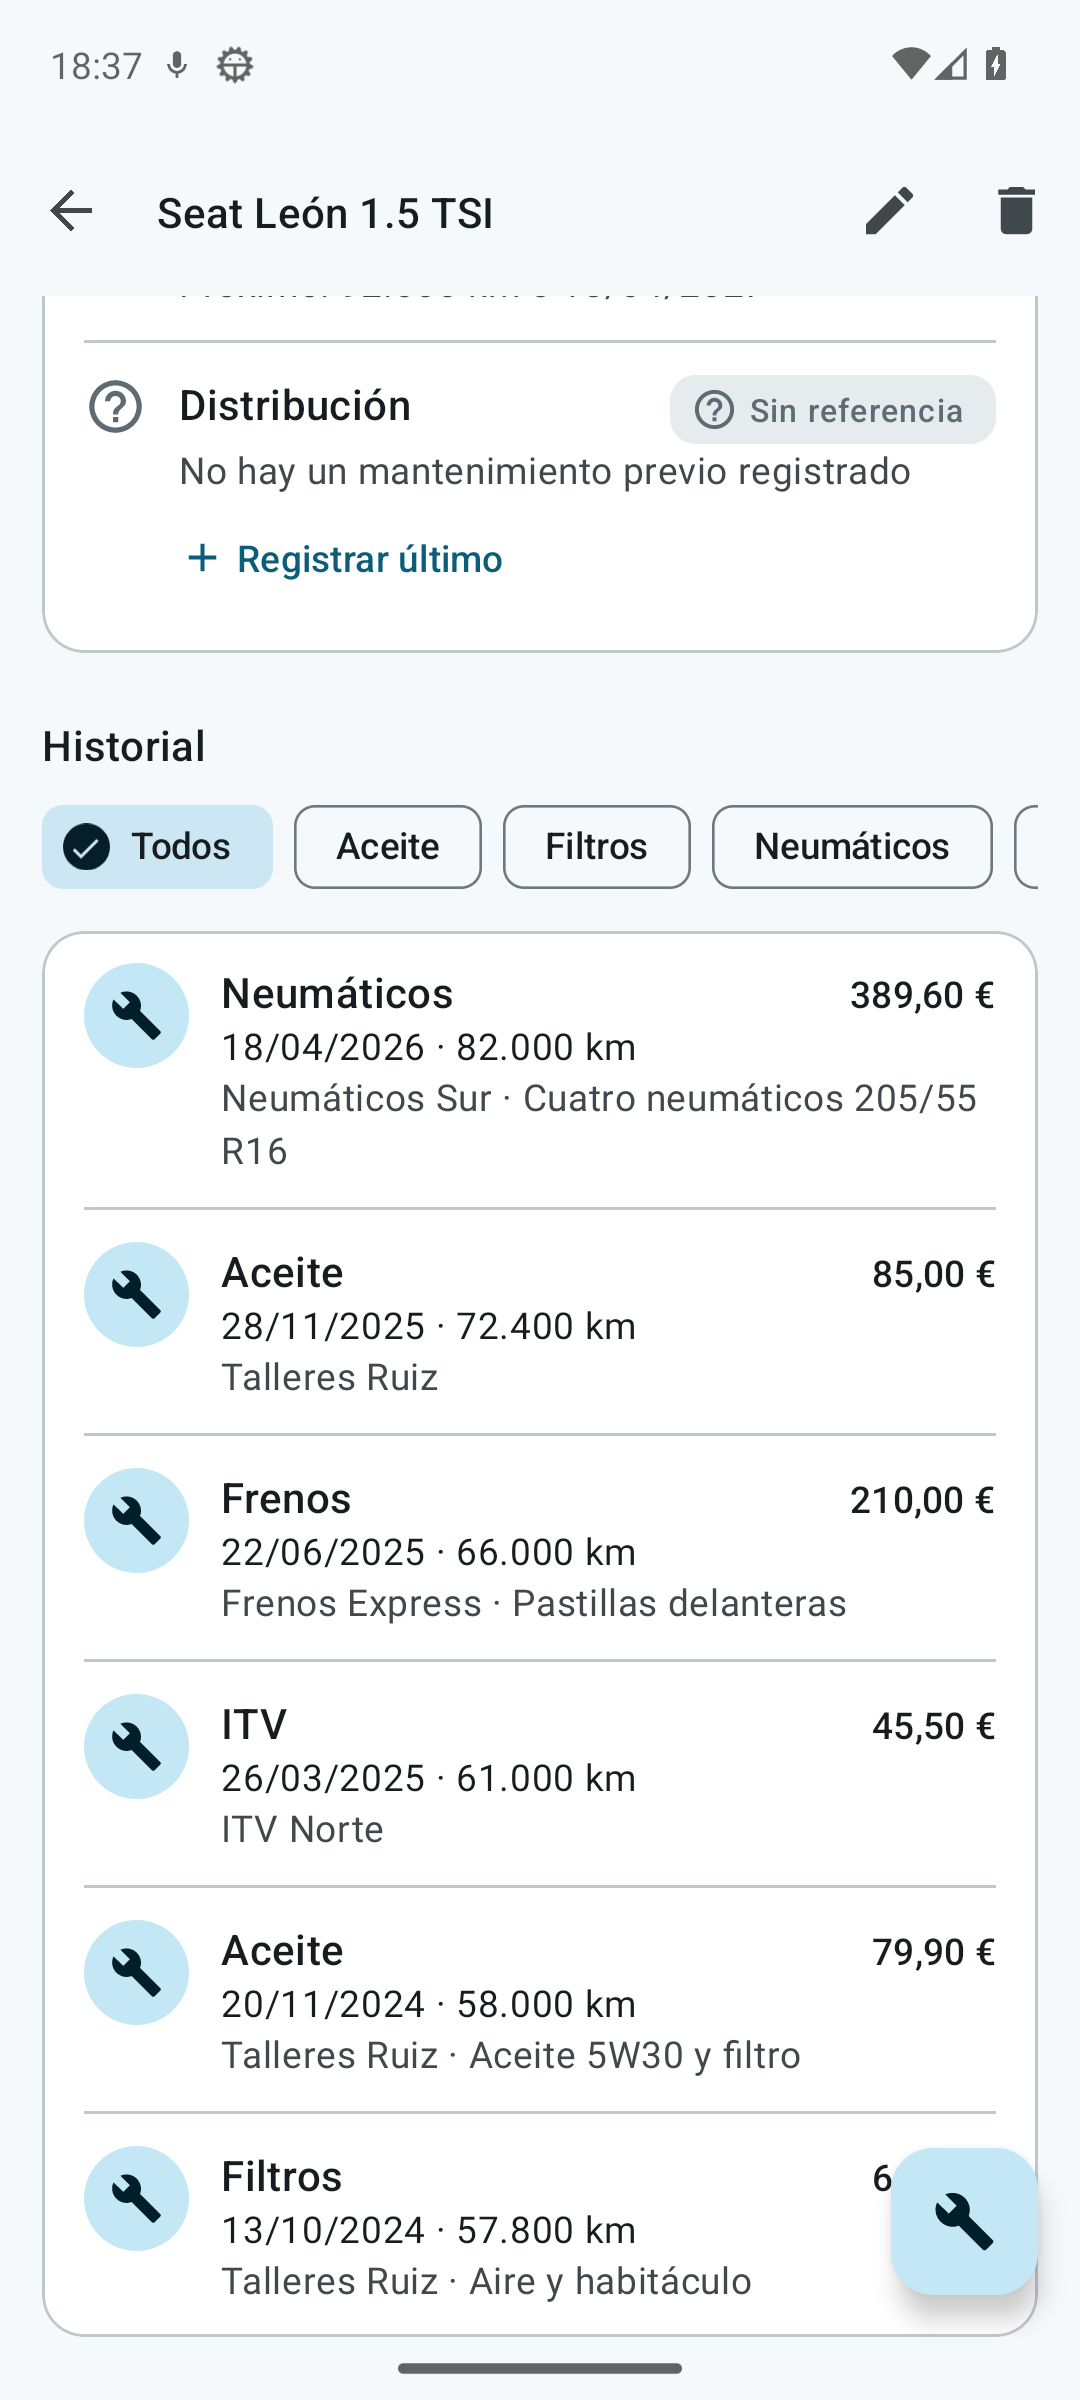 18:37
Seat León 1.5 TSI
Distribución
Sin referencia
No hay un mantenimiento previo registrado
Registrar último
Historial
Todos
Aceite
Filtros
Neumáticos
Neumáticos
389,60 €
18/04/2026 · 82.000 km
Neumáticos Sur · Cuatro neumáticos 205/55
R16
Aceite
85,00 €
28/11/2025 · 72.400 km
Talleres Ruiz
Frenos
210,00 €
22/06/2025 · 66.000 km
Frenos Express · Pastillas delanteras
ITV
45,50 €
26/03/2025 · 61.000 km
ITV Norte
Aceite
79,90 €
20/11/2024 · 58.000 km
Talleres Ruiz · Aceite 5W30 y filtro
Filtros
6
13/10/2024 · 57.800 km
Talleres Ruiz · Aire y habitáculo